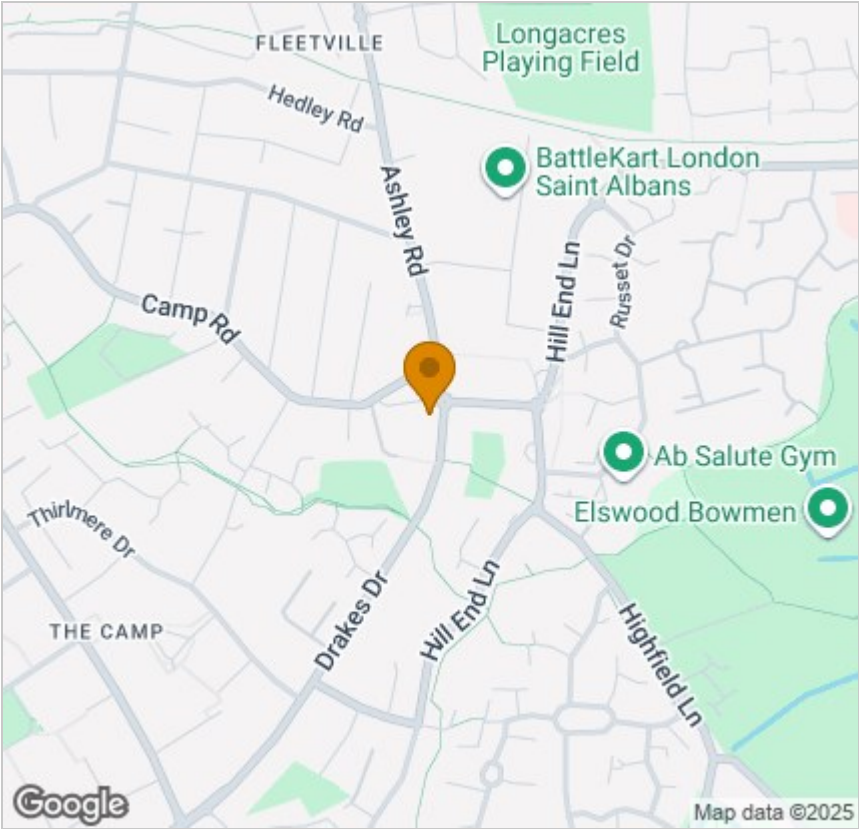 FLEETVILLE
Longacres
Playing Field
Hedley Rd
BattleKart London
Saint Albans
Ashley Rd
Russet Dr
Hill End Ln
Camp Rd
Ab Salute Gym
Elswood Bowmen
Thirlmere Dr
Drakes Dr
Hill End Ln
THE CAMP
Highfield Ln
Google
Map data ©2025